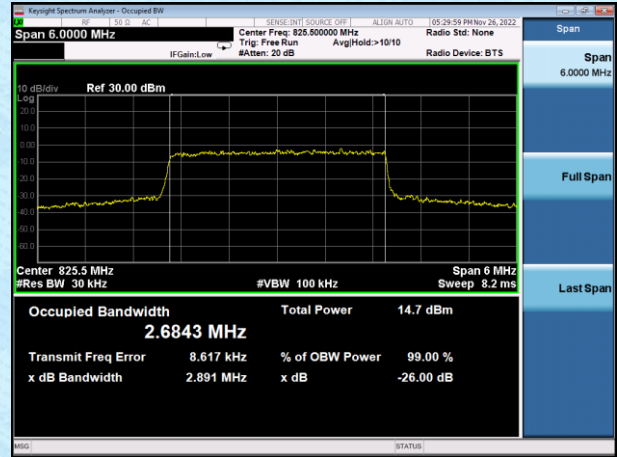 Keysight Spectrum Analyzer - Occupied BW
RF 50 Ω AC SENSE:INT SOURCE OFF ALIGN AUTO 05:29:59 PM Nov 26, 2022
Span 6.0000 MHz Center Freq: 825.500000 MHz Radio Std: None
Trig: Free Run Avg|Hold:>10/10
IFGain:Low #Atten: 20 dB Radio Device: BTS
Span
Span
6.0000 MHz
Full Span
Last Span
10 dB/div Ref 30.00 dBm
Log
20.0
10.0
0.00
-10.0
-20.0
-30.0
-40.0
-50.0
-60.0
Center 825.5 MHz Span 6 MHz
#Res BW 30 kHz #VBW 100 kHz Sweep 8.2 ms
Occupied Bandwidth Total Power 14.7 dBm
2.6843 MHz
Transmit Freq Error 8.617 kHz % of OBW Power 99.00 %
x dB Bandwidth 2.891 MHz x dB -26.00 dB
MSG STATUS